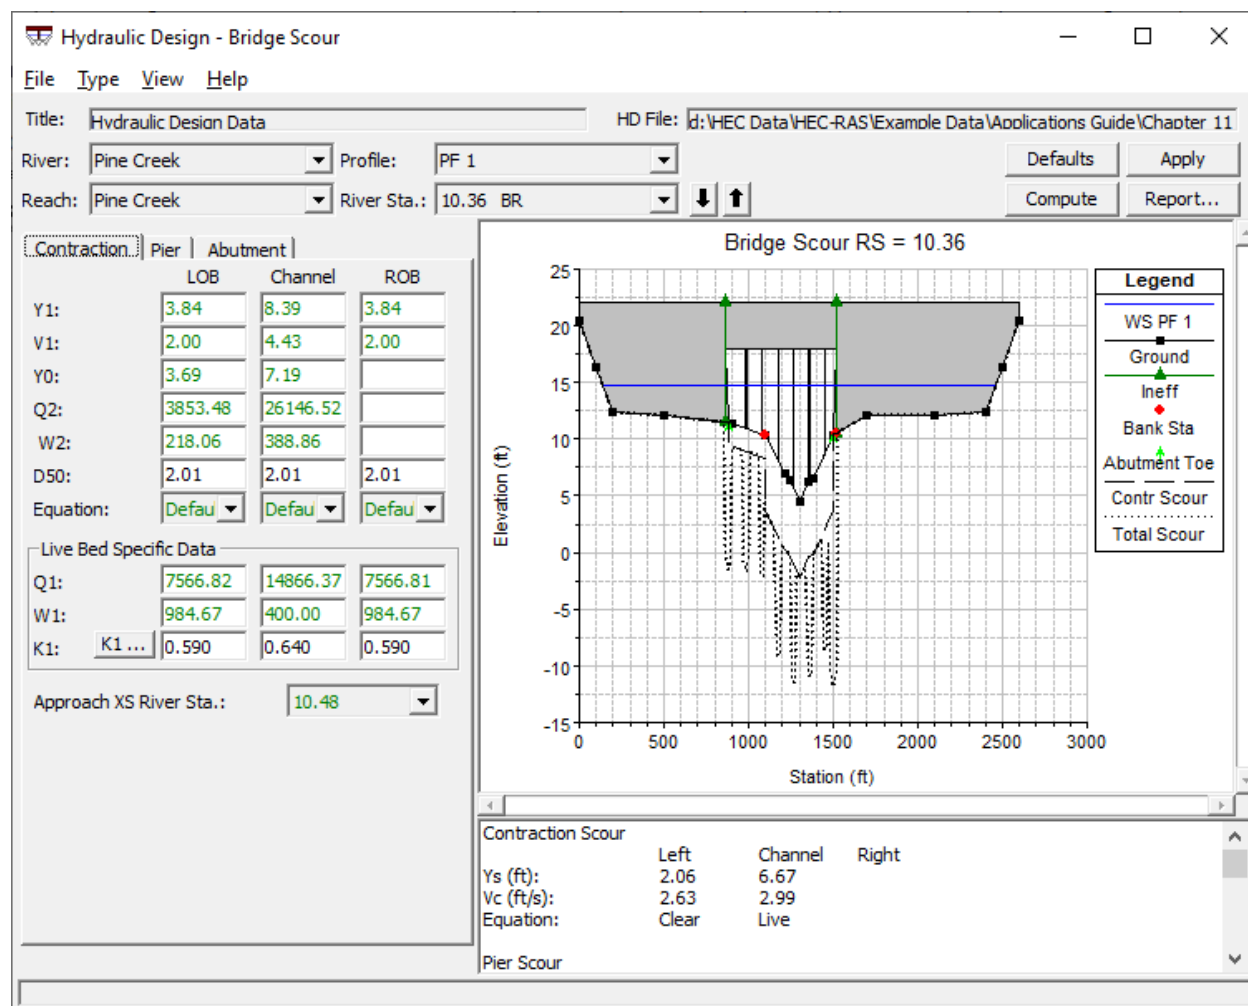 Hydraulic Design - Bridge Scour
File Type View Help
Title: Hydraulic Design Data HD File: d:\HEC Data\HEC-RAS\Example Data\Applications Guide\Chapter 11
River: Pine Creek Profile: PF 1 Defaults Apply
Reach: Pine Creek River Sta.: 10.36 BR Compute Report...
Contraction Pier Abutment
LOB Channel ROB
Y1: 3.84 8.39 3.84
V1: 2.00 4.43 2.00
Y0: 3.69 7.19
Q2: 3853.48 26146.52
W2: 218.06 388.86
D50: 2.01 2.01 2.01
Equation: Defau Defau Defau
Live Bed Specific Data
Q1: 7566.82 14866.37 7566.81
W1: 984.67 400.00 984.67
K1: K1 ... 0.590 0.640 0.590
Approach XS River Sta.: 10.48
Bridge Scour RS = 10.36
Elevation (ft)
25
20
15
10
5
0
-5
-10
-15
0 500 1000 1500 2000 2500 3000
Station (ft)
Legend
WS PF 1
Ground
Ineff
Bank Sta
Abutment Toe
Contr Scour
Total Scour
Contraction Scour
Left Channel Right
Ys (ft): 2.06 6.67
Vc (ft/s): 2.63 2.99
Equation: Clear Live
Pier Scour